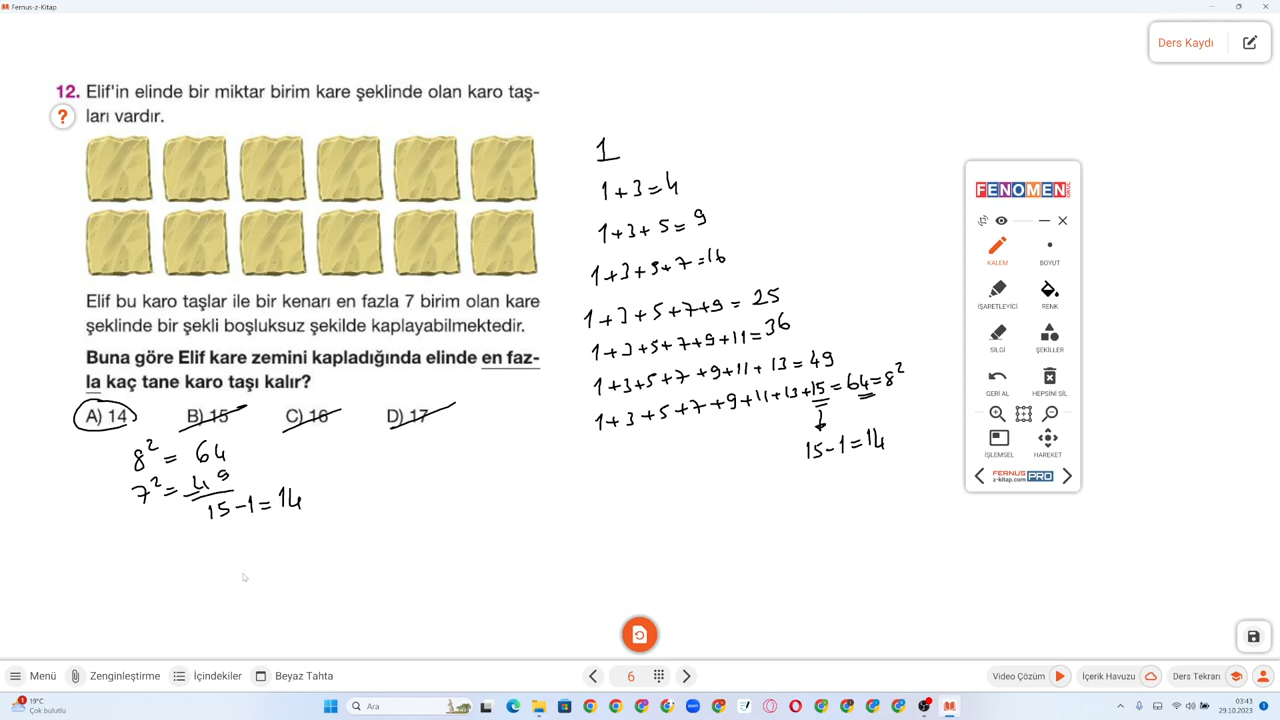 Fernus-z-Kitap
Ders Kaydı
12. Elif'in elinde bir miktar birim kare şeklinde olan karo taş-
ları vardır.
?
Elif bu karo taşlar ile bir kenarı en fazla 7 birim olan kare
şeklinde bir şekli boşluksuz şekilde kaplayabilmektedir.
Buna göre Elif kare zemini kapladığında elinde en faz-
la kaç tane karo taşı kalır?
A) 14 B) 15 C) 16 D) 17
8² = 64
7² = 49
15-1=14
1
1+3=4
1+3+5=9
1+3+5+7=16
1+3+5+7+9=25
1+3+5+7+9+11=36
1+3+5+7+9+11+13=49
1+3+5+7+9+11+13+15=64=8²
15-1=14
FENOMEN
KALEM BOYUT
İŞARETLEYİCİ RENK
SİLGİ ŞEKİLLER
GERİ AL HEPSİNİ SİL
İŞLEMSEL HAREKET
FERNUS PRO
z-kitap.com
Menü Zenginleştirme İçindekiler Beyaz Tahta 6 Video Çözüm İçerik Havuzu Ders Tekrarı
19°C
Çok bulutlu
Ara
03:43
29.10.2023